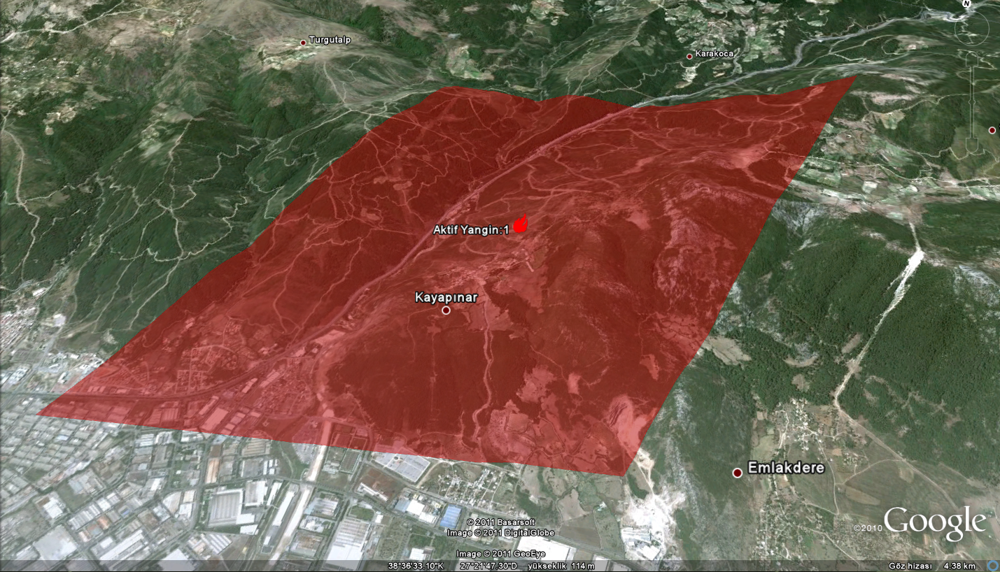 N
Turgutalp
Karakoca
Aktif Yangin:1
Kayapınar
Emlakdere
©2010 Google
© 2011 Basarsoft
Image © 2011 DigitalGlobe
Image © 2011 GeoEye
38°36'33.10"K 27°21'47.30"D yükseklik 114 m
Göz hizası 4.38 km